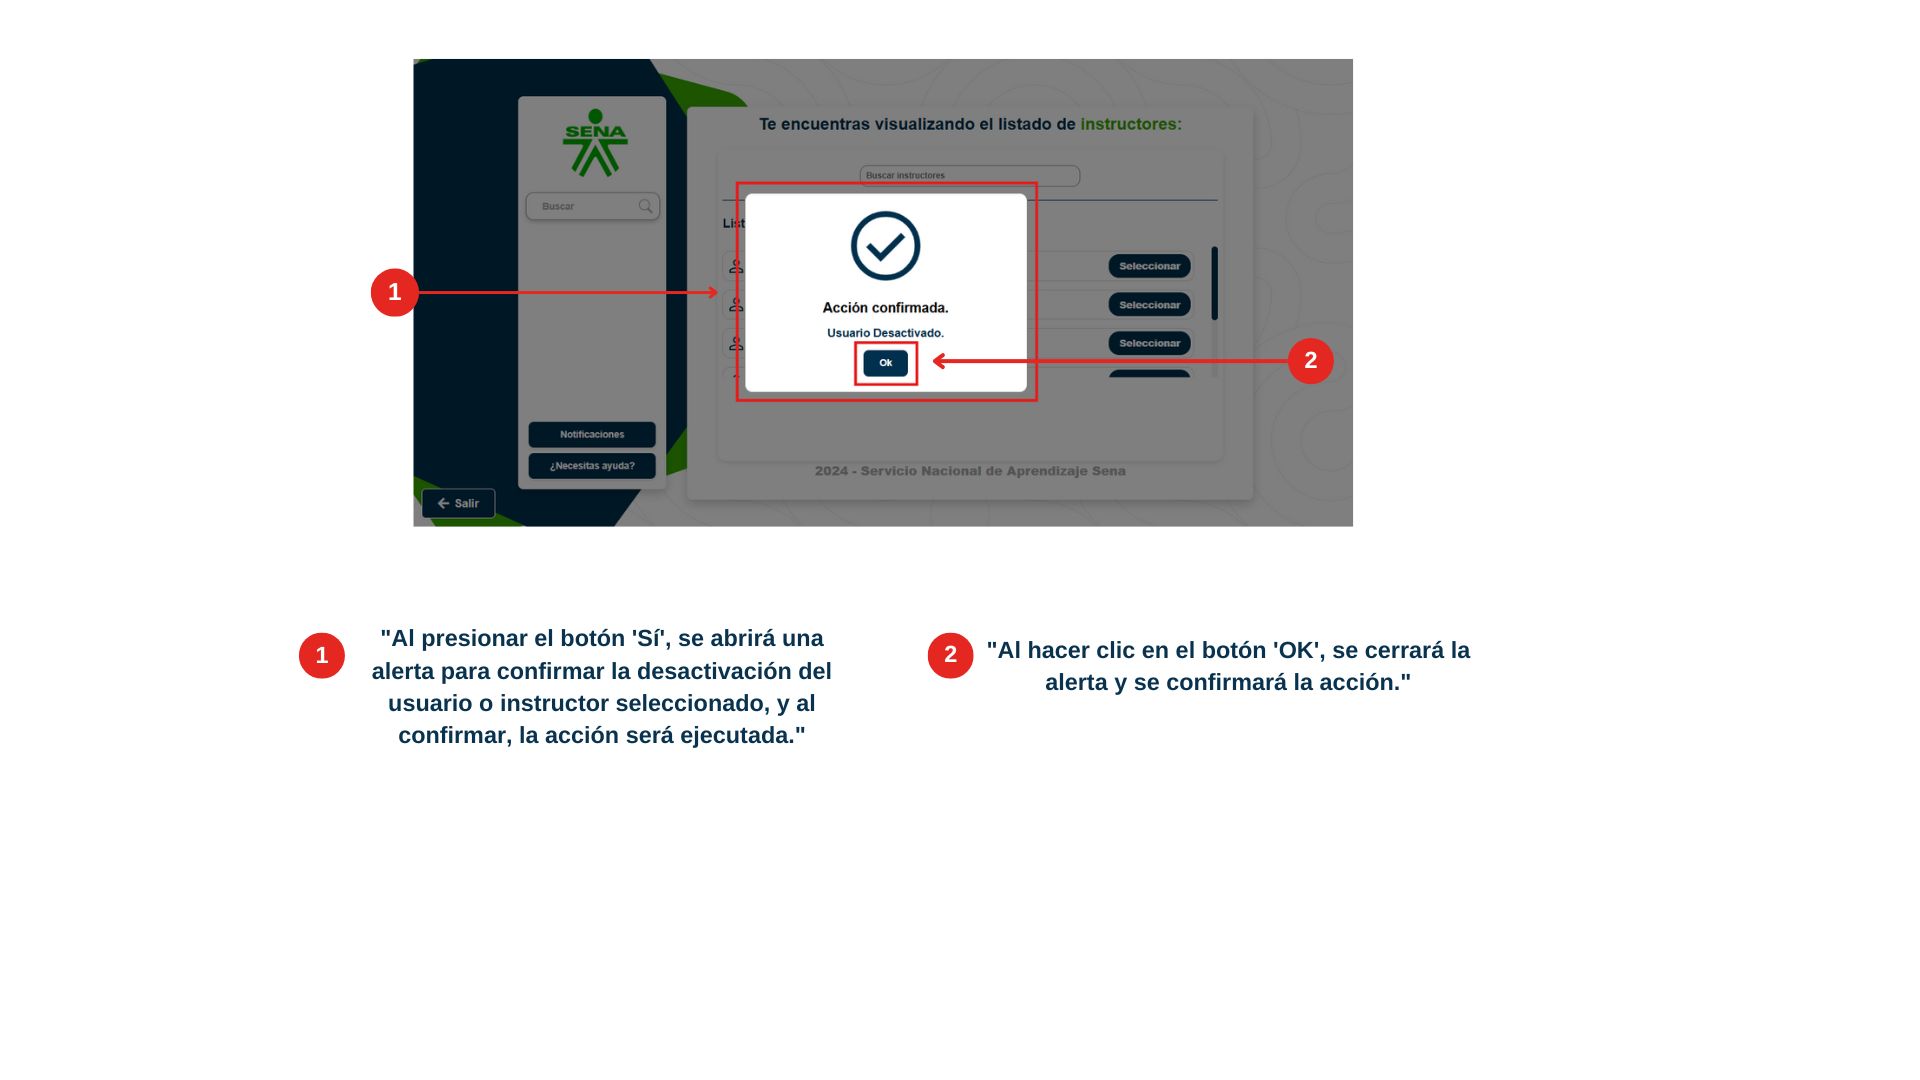 SENA
Te encuentras visualizando el listado de instructores:
Buscar instructores
Buscar
Seleccionar
1
Acción confirmada.
Seleccionar
Usuario Desactivado.
Seleccionar
Ok
2
Notificaciones
¿Necesitas ayuda?
2024 - Servicio Nacional de Aprendizaje Sena
Salir
1
"Al presionar el botón 'Sí', se abrirá una
alerta para confirmar la desactivación del
usuario o instructor seleccionado, y al
confirmar, la acción será ejecutada."
2
"Al hacer clic en el botón 'OK', se cerrará la
alerta y se confirmará la acción."